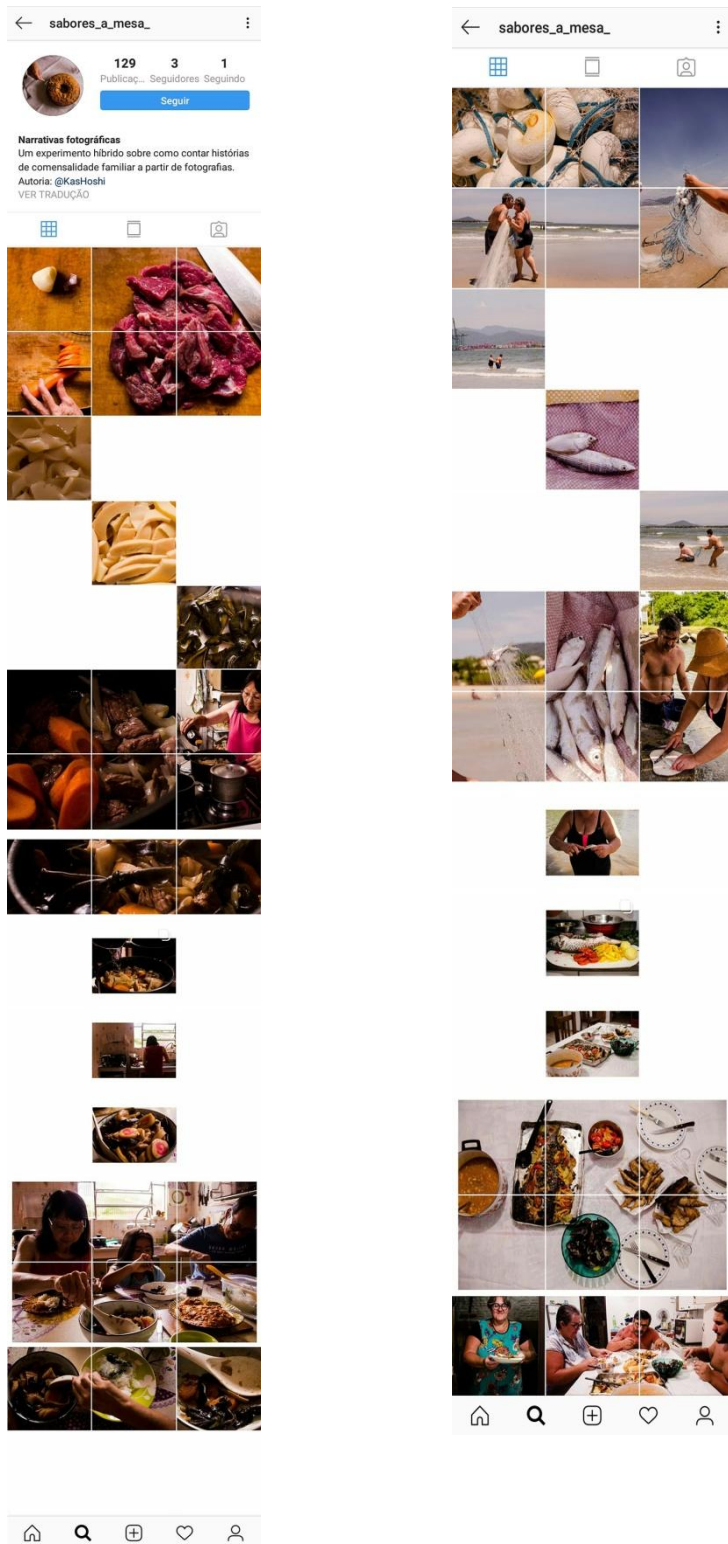 sabores_a_mesa_
129 3 1
Publicaç... Seguidores Seguindo
Seguir
Narrativas fotográficas
Um experimento híbrido sobre como contar histórias
de comensalidade familiar a partir de fotografias.
Autoria: @KasHoshi
VER TRADUÇÃO
sabores_a_mesa_